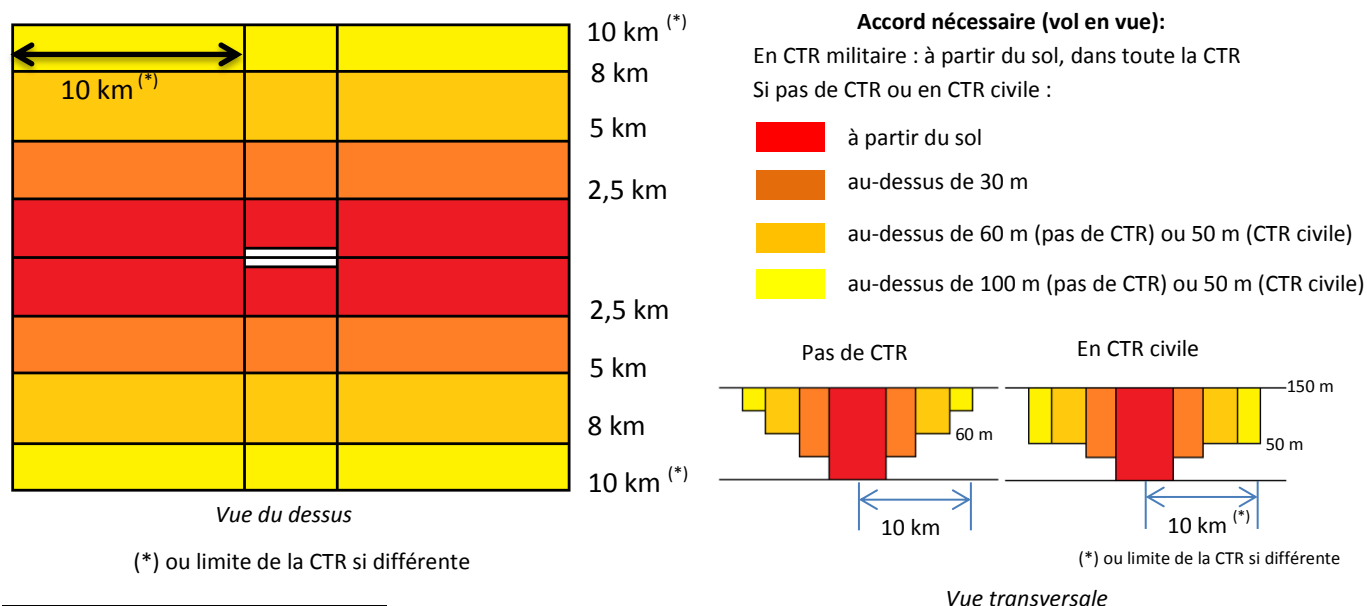 10 km (*)
10 km (*)
8 km
5 km
2,5 km
2,5 km
5 km
8 km
10 km (*)
Vue du dessus
(*) ou limite de la CTR si différente
Accord nécessaire (vol en vue):
En CTR militaire : à partir du sol, dans toute la CTR
Si pas de CTR ou en CTR civile :
à partir du sol
au-dessus de 30 m
au-dessus de 60 m (pas de CTR) ou 50 m (CTR civile)
au-dessus de 100 m (pas de CTR) ou 50 m (CTR civile)
Pas de CTR
60 m
10 km
En CTR civile
150 m
50 m
10 km (*)
(*) ou limite de la CTR si différente
Vue transversale